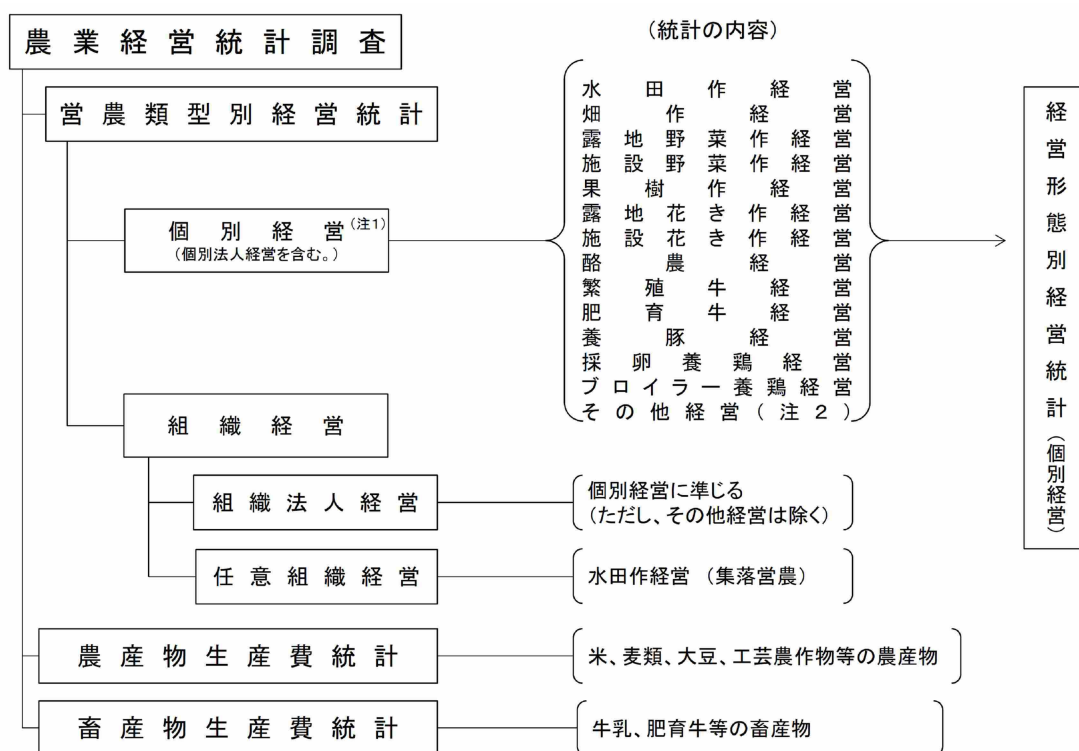 農業経営統計調査
(統計の内容)
営農類型別経営統計
水田作経営
畑作経営
露地野菜作経営
施設野菜作経営
果樹作経営
露地花き作経営
施設花き作経営
酪農経営
繁殖牛経営
肥育牛経営
養豚経営
採卵養鶏経営
ブロイラー養鶏経営
その他経営(注2)
個別経営(注1)
(個別法人経営を含む。)
経営形態別経営統計(個別経営)
組織経営
組織法人経営
個別経営に準じる
(ただし、その他経営は除く)
任意組織経営
水田作経営 (集落営農)
農産物生産費統計
米、麦類、大豆、工芸農作物等の農産物
畜産物生産費統計
牛乳、肥育牛等の畜産物